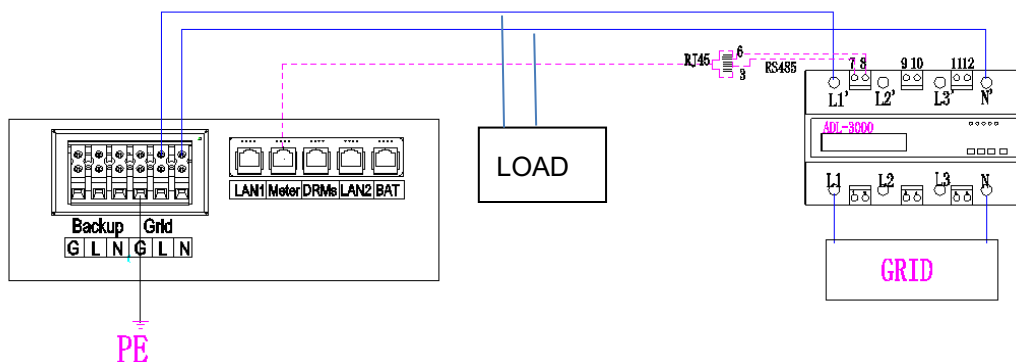 RJ45
6
3
RS485
7 8
9 10
11 12
L1' L2' L3' N'
ADL-3000
LOAD
LAN1 Meter DRMs LAN2 BAT
L1 L2 L3 N
Backup Grid
G L N G L N
GRID
PE